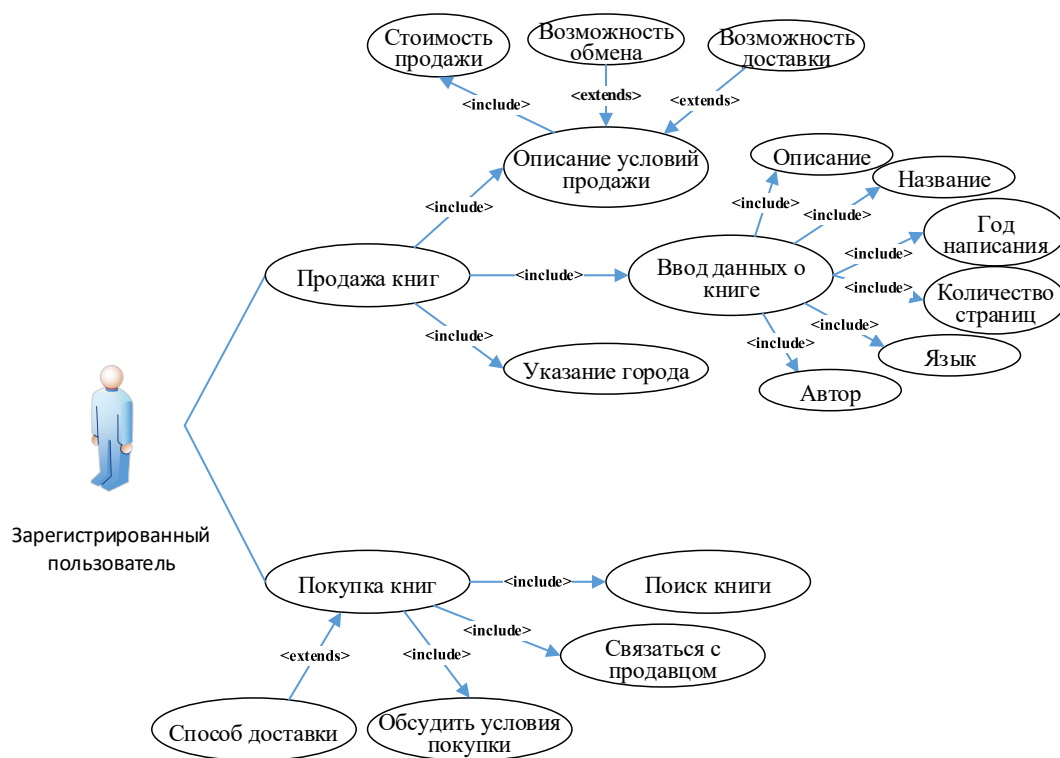 Стоимость
продажи
Возможность
обмена
Возможность
доставки
<include>
<extends>
<extends>
Описание условий
продажи
Описание
Название
<include>
<include>
<include>
Год
написания
Продажа книг
<include>
Ввод данных о
книге
<include>
<include>
Количество
страниц
<include>
<include>
<include>
Язык
Указание города
Автор
Зарегистрированный
пользователь
Покупка книг
<include>
Поиск книги
<extends>
<include>
<include>
Связаться с
продавцом
Способ доставки
Обсудить условия
покупки